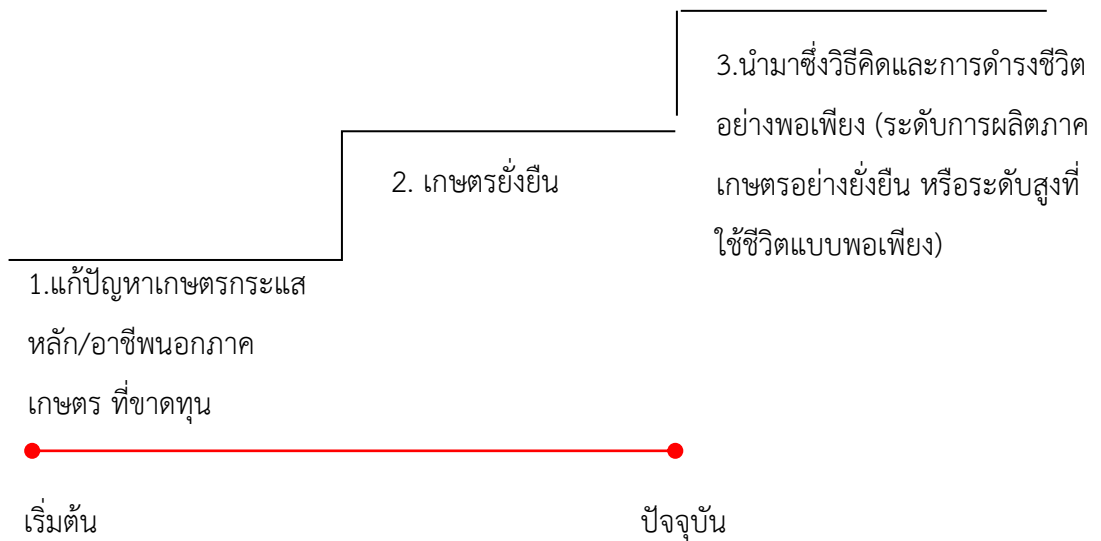 3.นำมาซึ่งวิธีคิดและการดำรงชีวิต
อย่างพอเพียง (ระดับการผลิตภาค
เกษตรอย่างยั่งยืน หรือระดับสูงที่
ใช้ชีวิตแบบพอเพียง)
2. เกษตรยั่งยืน
1.แก้ปัญหาเกษตรกระแส
หลัก/อาชีพนอกภาค
เกษตร ที่ขาดทุน
เริ่มต้น
ปัจจุบัน